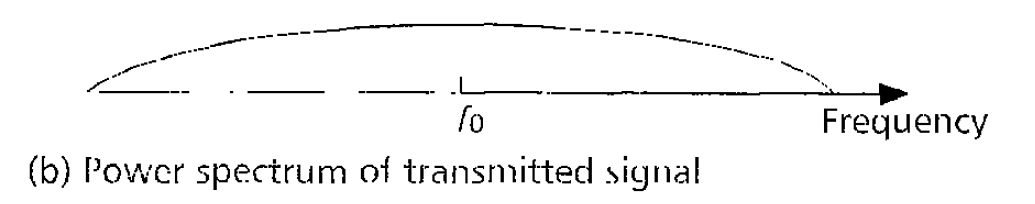 f0
Frequency
(b) Power spectrum of transmitted signal